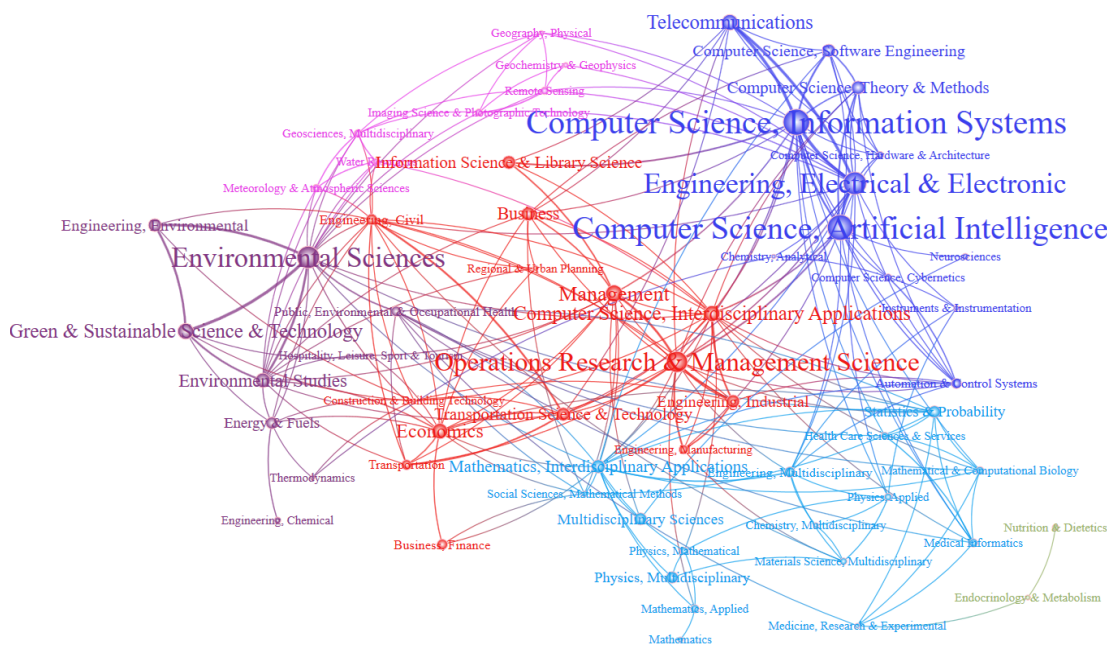 Telecommunications
Geography, Physical
Computer Science, Software Engineering
Geochemistry & Geophysics
Computer Science, Theory & Methods
Remote Sensing
Imaging Science & Photographic Technology
Computer Science, Information Systems
Geosciences, Multidisciplinary
Computer Science, Hardware & Architecture
Water Resources
Information Science & Library Science
Engineering, Electrical & Electronic
Meteorology & Atmospheric Sciences
Business
Engineering, Civil
Engineering, Environmental
Computer Science, Artificial Intelligence
Environmental Sciences
Chemistry, Analytical
Neurosciences
Regional & Urban Planning
Computer Science, Cybernetics
Management
Public, Environmental & Occupational Health
Computer Science, Interdisciplinary Applications
Instruments & Instrumentation
Green & Sustainable Science & Technology
Hospitality, Leisure, Sport & Tourism
Operations Research & Management Science
Environmental Studies
Automation & Control Systems
Construction & Building Technology
Engineering, Industrial
Transportation Science & Technology
Statistics & Probability
Energy & Fuels
Economics
Health Care Sciences & Services
Engineering, Manufacturing
Transportation
Mathematics, Interdisciplinary Applications
Engineering, Multidisciplinary
Mathematical & Computational Biology
Thermodynamics
Social Sciences, Mathematical Methods
Physics, Applied
Engineering, Chemical
Multidisciplinary Sciences
Chemistry, Multidisciplinary
Nutrition & Dietetics
Business, Finance
Physics, Mathematical
Medical Informatics
Materials Science, Multidisciplinary
Physics, Multidisciplinary
Endocrinology & Metabolism
Mathematics, Applied
Medicine, Research & Experimental
Mathematics